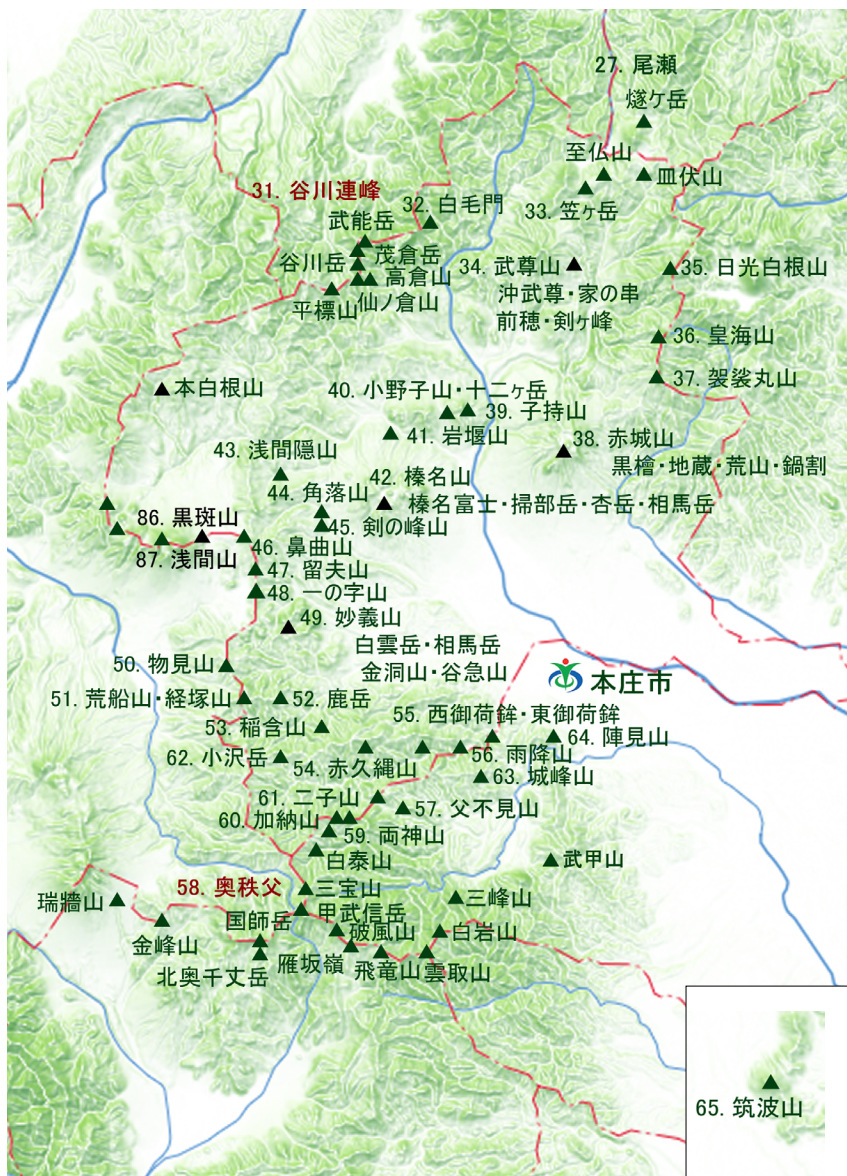 27. 尾瀬
燧ケ岳
至仏山
皿伏山
33. 笠ヶ岳
31. 谷川連峰
32. 白毛門
武能岳
茂倉岳
谷川岳
高倉山
仙ノ倉山
平標山
34. 武尊山
沖武尊・家の串
前穂・剣ヶ峰
35. 日光白根山
36. 皇海山
37. 袈裟丸山
本白根山
40. 小野子山・十二ヶ岳
39. 子持山
41. 岩堰山
38. 赤城山
黒檜・地蔵・荒山・鍋割
43. 浅間隠山
42. 榛名山
榛名富士・掃部岳・杏岳・相馬岳
44. 角落山
45. 剣の峰山
86. 黒斑山
87. 浅間山
46. 鼻曲山
47. 留夫山
48. 一の字山
49. 妙義山
白雲岳・相馬岳
金洞山・谷急山
50. 物見山
本庄市
51. 荒船山・経塚山
52. 鹿岳
53. 稲含山
55. 西御荷鉾・東御荷鉾
64. 陣見山
62. 小沢岳
54. 赤久縄山
56. 雨降山
63. 城峰山
61. 二子山
57. 父不見山
60. 加納山
59. 両神山
白泰山
武甲山
58. 奥秩父
三宝山
三峰山
瑞牆山
甲武信岳
国師岳
金峰山
破風山
白岩山
北奥千丈岳
雁坂嶺
飛竜山
雲取山
65. 筑波山